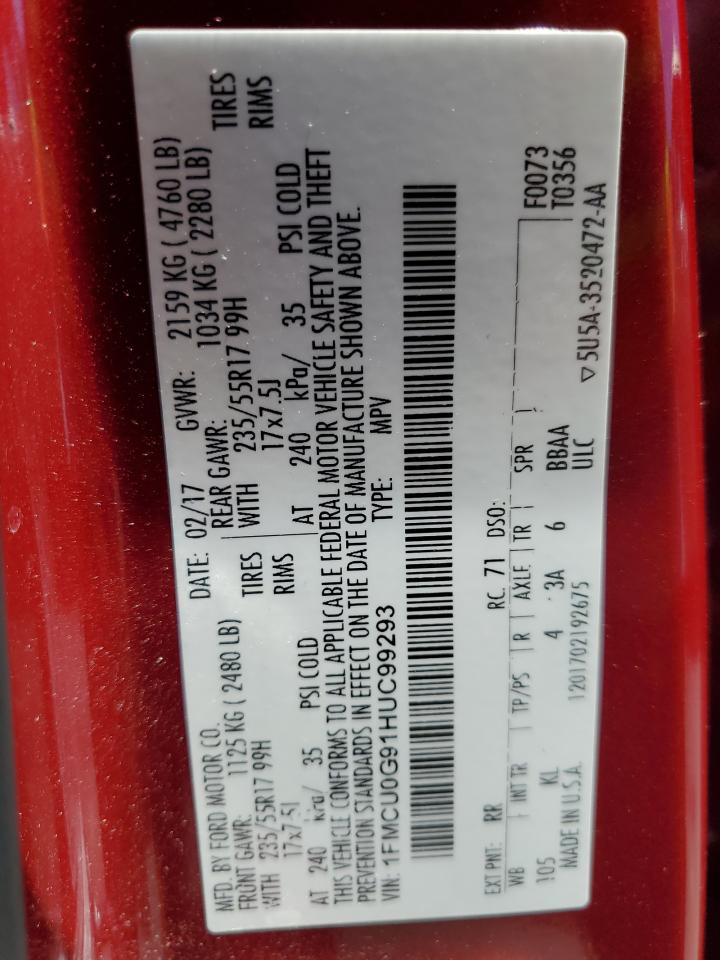 MFD. BY FORD MOTOR CO. DATE: 02/17 GVWR: 2159 KG ( 4760 LB)
FRONT GAWR: 1125 KG ( 2480 LB) REAR GAWR: 1034 KG ( 2280 LB)
WITH 235/55R17 99H TIRES WITH 235/55R17 99H TIRES
17x7.5J RIMS 17x7.5J RIMS
AT 240 kPa/ 35 PSI COLD AT 240 kPa/ 35 PSI COLD
THIS VEHICLE CONFORMS TO ALL APPLICABLE FEDERAL MOTOR VEHICLE SAFETY AND THEFT
PREVENTION STANDARDS IN EFFECT ON THE DATE OF MANUFACTURE SHOWN ABOVE.
VIN: 1FMCU0G91HUC99293 TYPE: MPV
EXT PNT: RR RC: 71 DSO: F0073
WB INT TR TP/PS R AXLE TR SPR T0356
105 KL 4 3A 6 BBAA
MADE IN U.S.A. 1201702192675 ULC ▽5U5A-3520472-AA